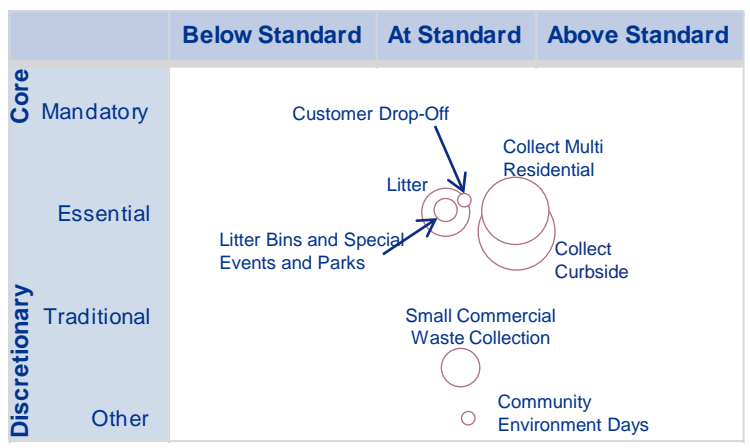 Below Standard
At Standard
Above Standard
Core
Mandatory
Customer Drop-Off
Collect Multi
Residential
Litter
Essential
Litter Bins and Special
Events and Parks
Collect
Curbside
Discretionary
Traditional
Small Commercial
Waste Collection
Other
Community
Environment Days